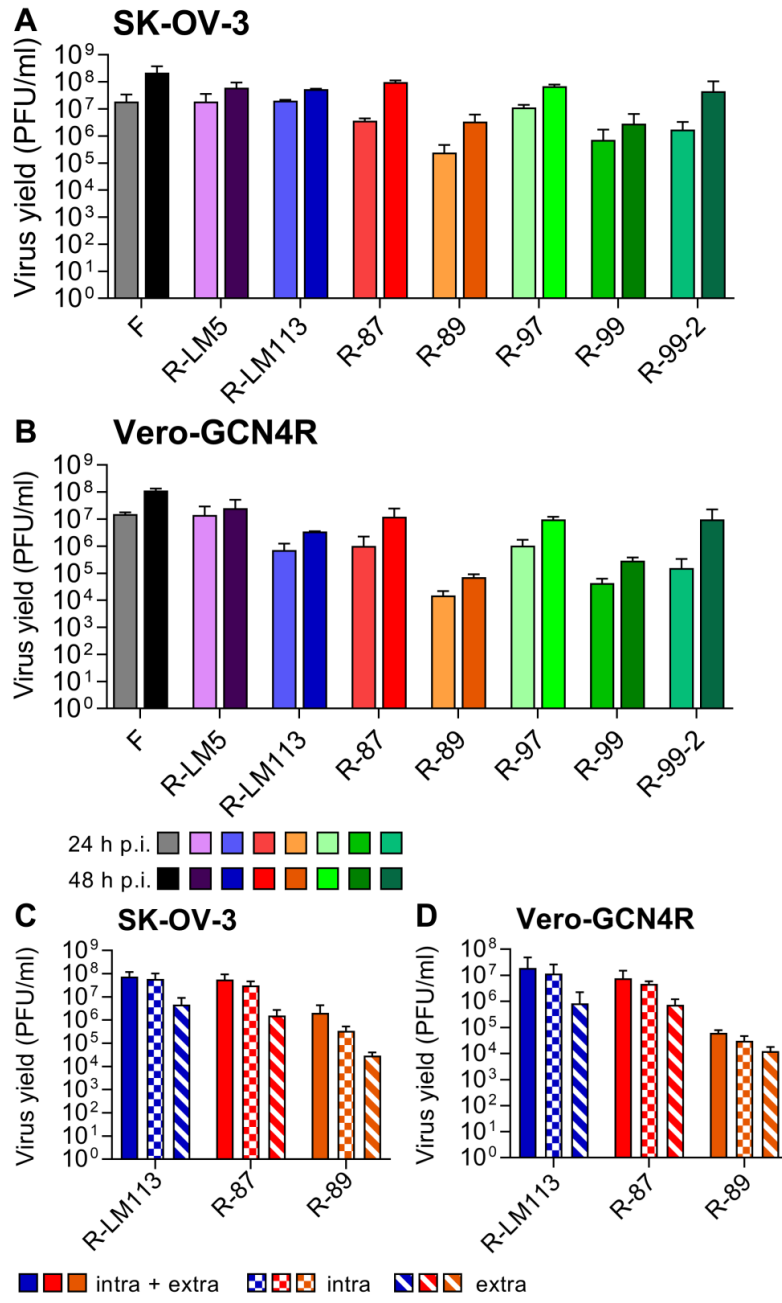 A SK-OV-3
Virus yield (PFU/ml)
10⁹
10⁸
10⁷
10⁶
10⁵
10⁴
10³
10²
10¹
10⁰
F R-LM5 R-LM113 R-87 R-89 R-97 R-99 R-99-2
B Vero-GCN4R
Virus yield (PFU/ml)
10⁹
10⁸
10⁷
10⁶
10⁵
10⁴
10³
10²
10¹
10⁰
F R-LM5 R-LM113 R-87 R-89 R-97 R-99 R-99-2
24 h p.i.
48 h p.i.
C SK-OV-3
Virus yield (PFU/ml)
10⁹
10⁸
10⁷
10⁶
10⁵
10⁴
10³
10²
10¹
10⁰
R-LM113 R-87 R-89
D Vero-GCN4R
Virus yield (PFU/ml)
10⁸
10⁷
10⁶
10⁵
10⁴
10³
10²
10¹
10⁰
R-LM113 R-87 R-89
intra + extra intra extra